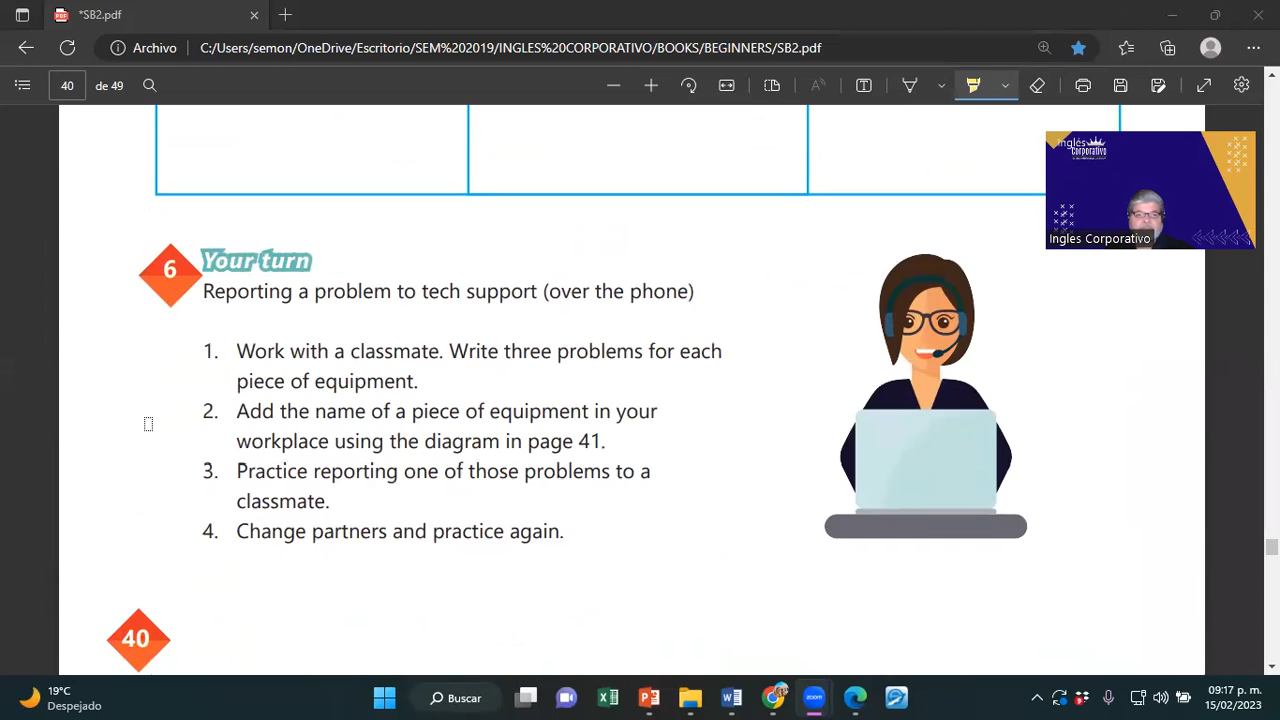 *SB2.pdf
Archivo
C:/Users/semon/OneDrive/Escritorio/SEM%202019/INGLES%20CORPORATIVO/BOOKS/BEGINNERS/SB2.pdf
40 de 49
Inglés
Corporativo
Ingles Corporativo
6 Your turn
Reporting a problem to tech support (over the phone)
1. Work with a classmate. Write three problems for each
piece of equipment.
2. Add the name of a piece of equipment in your
workplace using the diagram in page 41.
3. Practice reporting one of those problems to a
classmate.
4. Change partners and practice again.
40
19°C
Despejado
Buscar
zoom
09:17 p. m.
15/02/2023